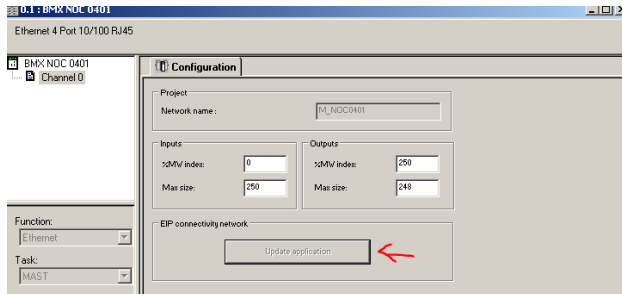 0.1 : BMX NOC 0401
Ethernet 4 Port 10/100 RJ45
BMX NOC 0401
Channel 0
Function:
Ethernet
Task:
MAST
Configuration
Project
Network name :
M_NOC0401
Inputs
%MW index:
0
Max size:
250
Outputs
%MW index:
250
Max size:
248
EIP connectivity network
Update application